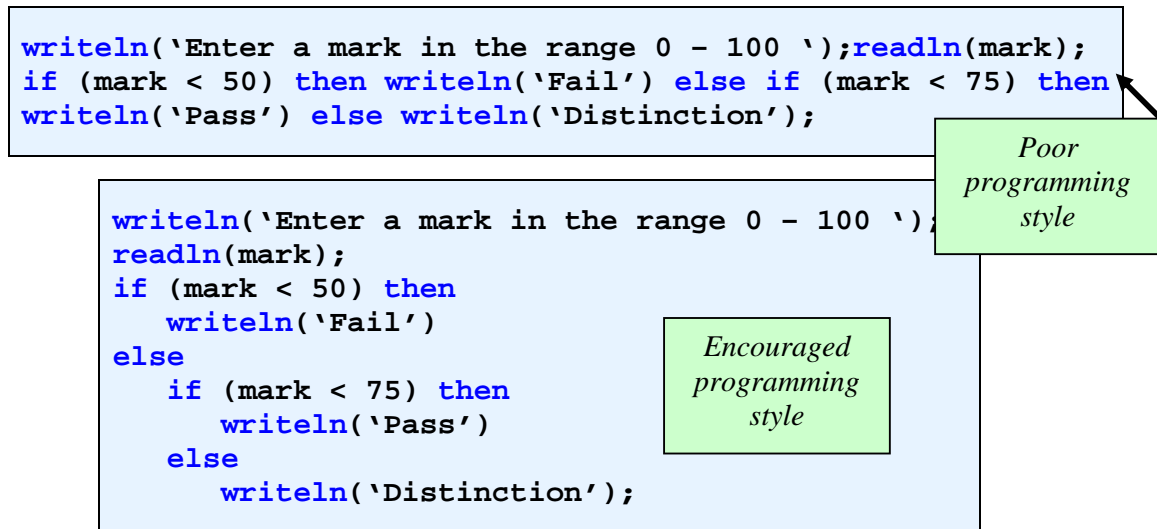 writeln(‘Enter a mark in the range 0 – 100 ‘);readln(mark);
if (mark < 50) then writeln(‘Fail’) else if (mark < 75) then
writeln(‘Pass’) else writeln(‘Distinction’);
Poor
programming
style
writeln(‘Enter a mark in the range 0 – 100 ‘);
readln(mark);
if (mark < 50) then
   writeln(‘Fail’)
else
   if (mark < 75) then
      writeln(‘Pass’)
   else
      writeln(‘Distinction’);
Encouraged
programming
style